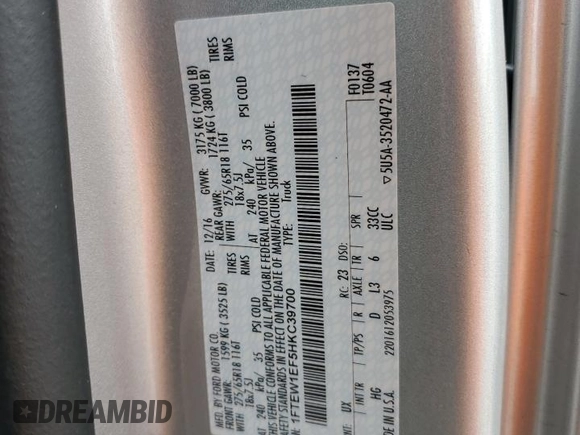 MFD. BY FORD MOTOR CO.
DATE: 12/16 GVWR: 3175 KG ( 7000 LB)
FRONT GAWR: 1599 KG ( 3525 LB)
REAR GAWR: 1724 KG ( 3800 LB)
275/65R18 116T TIRES
WITH 275/65R18 116T TIRES
18x7.5J RIMS
18x7.5J RIMS
AT 240 kPa/ 35 PSI COLD
AT 240 kPa/ 35 PSI COLD
THIS VEHICLE CONFORMS TO ALL APPLICABLE FEDERAL MOTOR VEHICLE
SAFETY STANDARDS IN EFFECT ON THE DATE OF MANUFACTURE SHOWN ABOVE.
VIN: 1FTEW1EF5HKC39700
TYPE: Truck
F0137
T0604
EXT PNT: UX RC: 23 DSO:
INT TR TP/PS R AXLE TR SPR
HG D L3 6 33CC
MADE IN U.S.A. ULC
2201612053975
▽5U5A-3520472-AA
DREAMBID